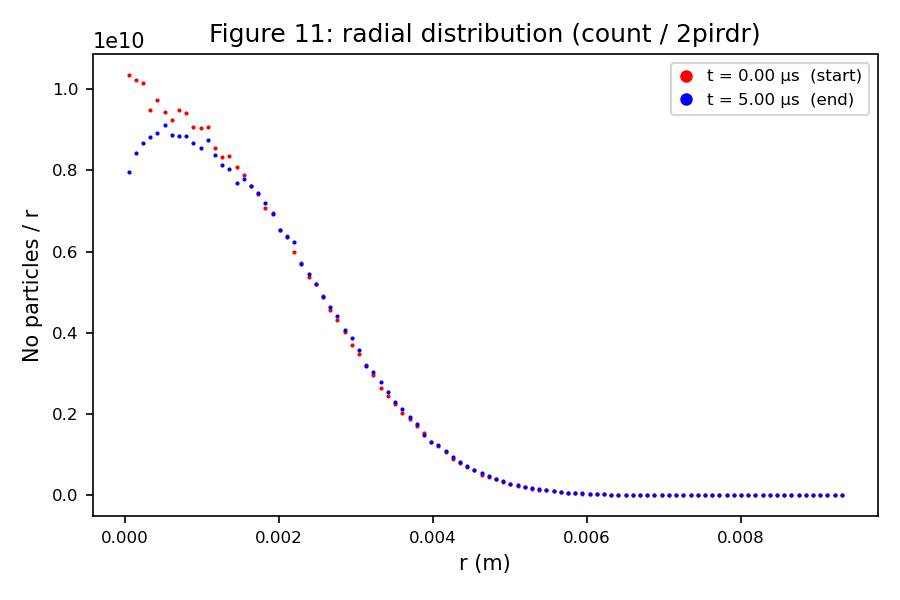 Figure 11: radial distribution (count / 2pirdr)
1e10
t = 0.00 µs (start)
t = 5.00 µs (end)
No particles / r
1.0
0.8
0.6
0.4
0.2
0.0
0.000 0.002 0.004 0.006 0.008
r (m)